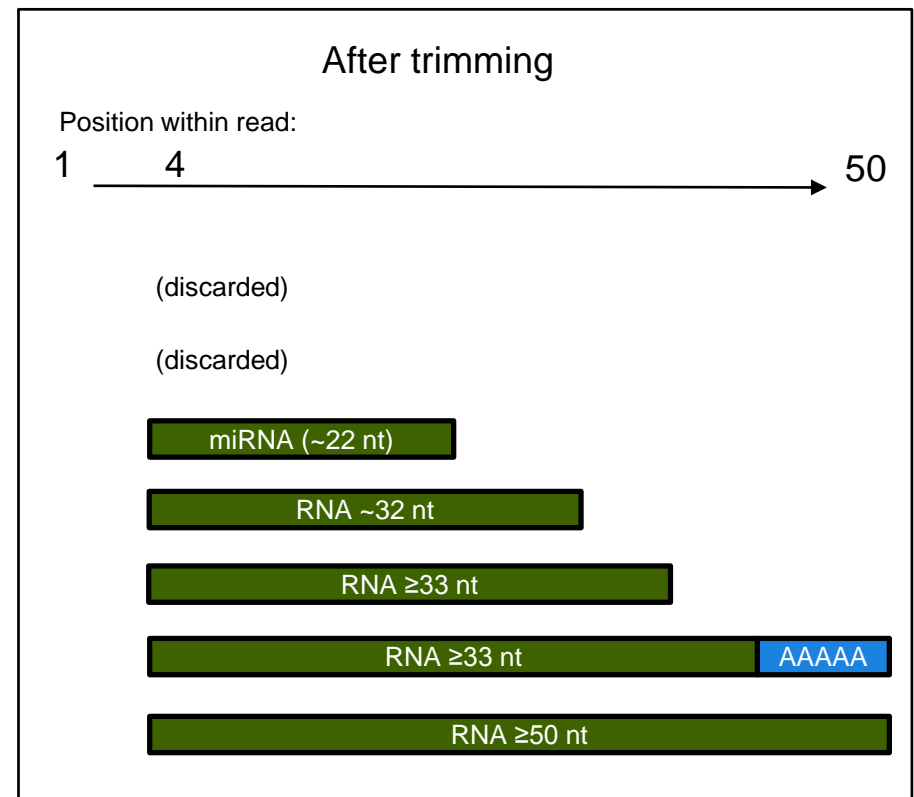 After trimming
Position within read:
1 4 50
(discarded)
(discarded)
miRNA (~22 nt)
RNA ~32 nt
RNA ≥33 nt
RNA ≥33 nt AAAAA
RNA ≥50 nt